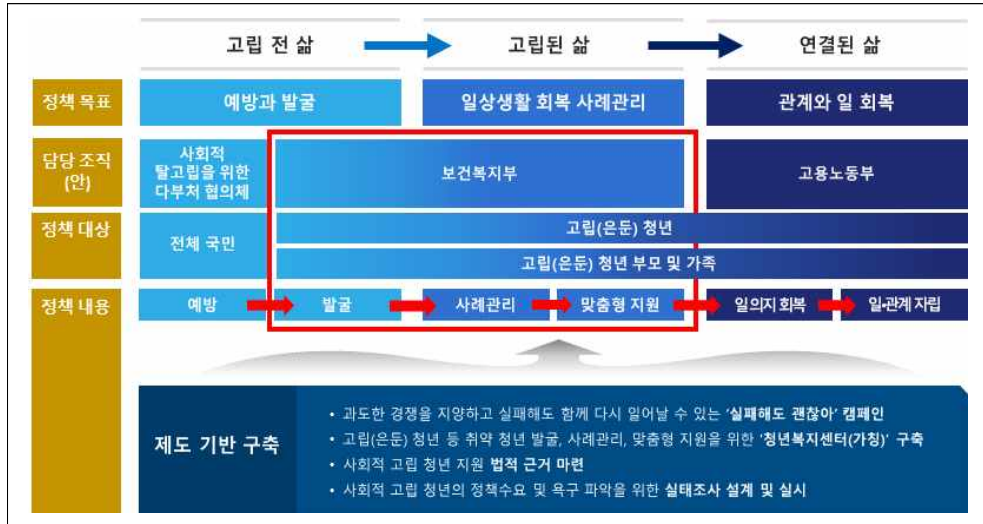 고립 전 삶
고립된 삶
연결된 삶
정책 목표
예방과 발굴
일상생활 회복 사례관리
관계와 일 회복
담당 조직
(안)
사회적
탈고립을 위한
다부처 협의체
보건복지부
고용노동부
정책 대상
전체 국민
고립(은둔) 청년
고립(은둔) 청년 부모 및 가족
정책 내용
예방
발굴
사례관리
맞춤형 지원
일의지 회복
일•관계 자립
제도 기반 구축
• 과도한 경쟁을 지양하고 실패해도 함께 다시 일어날 수 있는 '실패해도 괜찮아' 캠페인
• 고립(은둔) 청년 등 취약 청년 발굴, 사례관리, 맞춤형 지원을 위한 '청년복지센터(가칭)' 구축
• 사회적 고립 청년 지원 법적 근거 마련
• 사회적 고립 청년의 정책수요 및 욕구 파악을 위한 실태조사 설계 및 실시